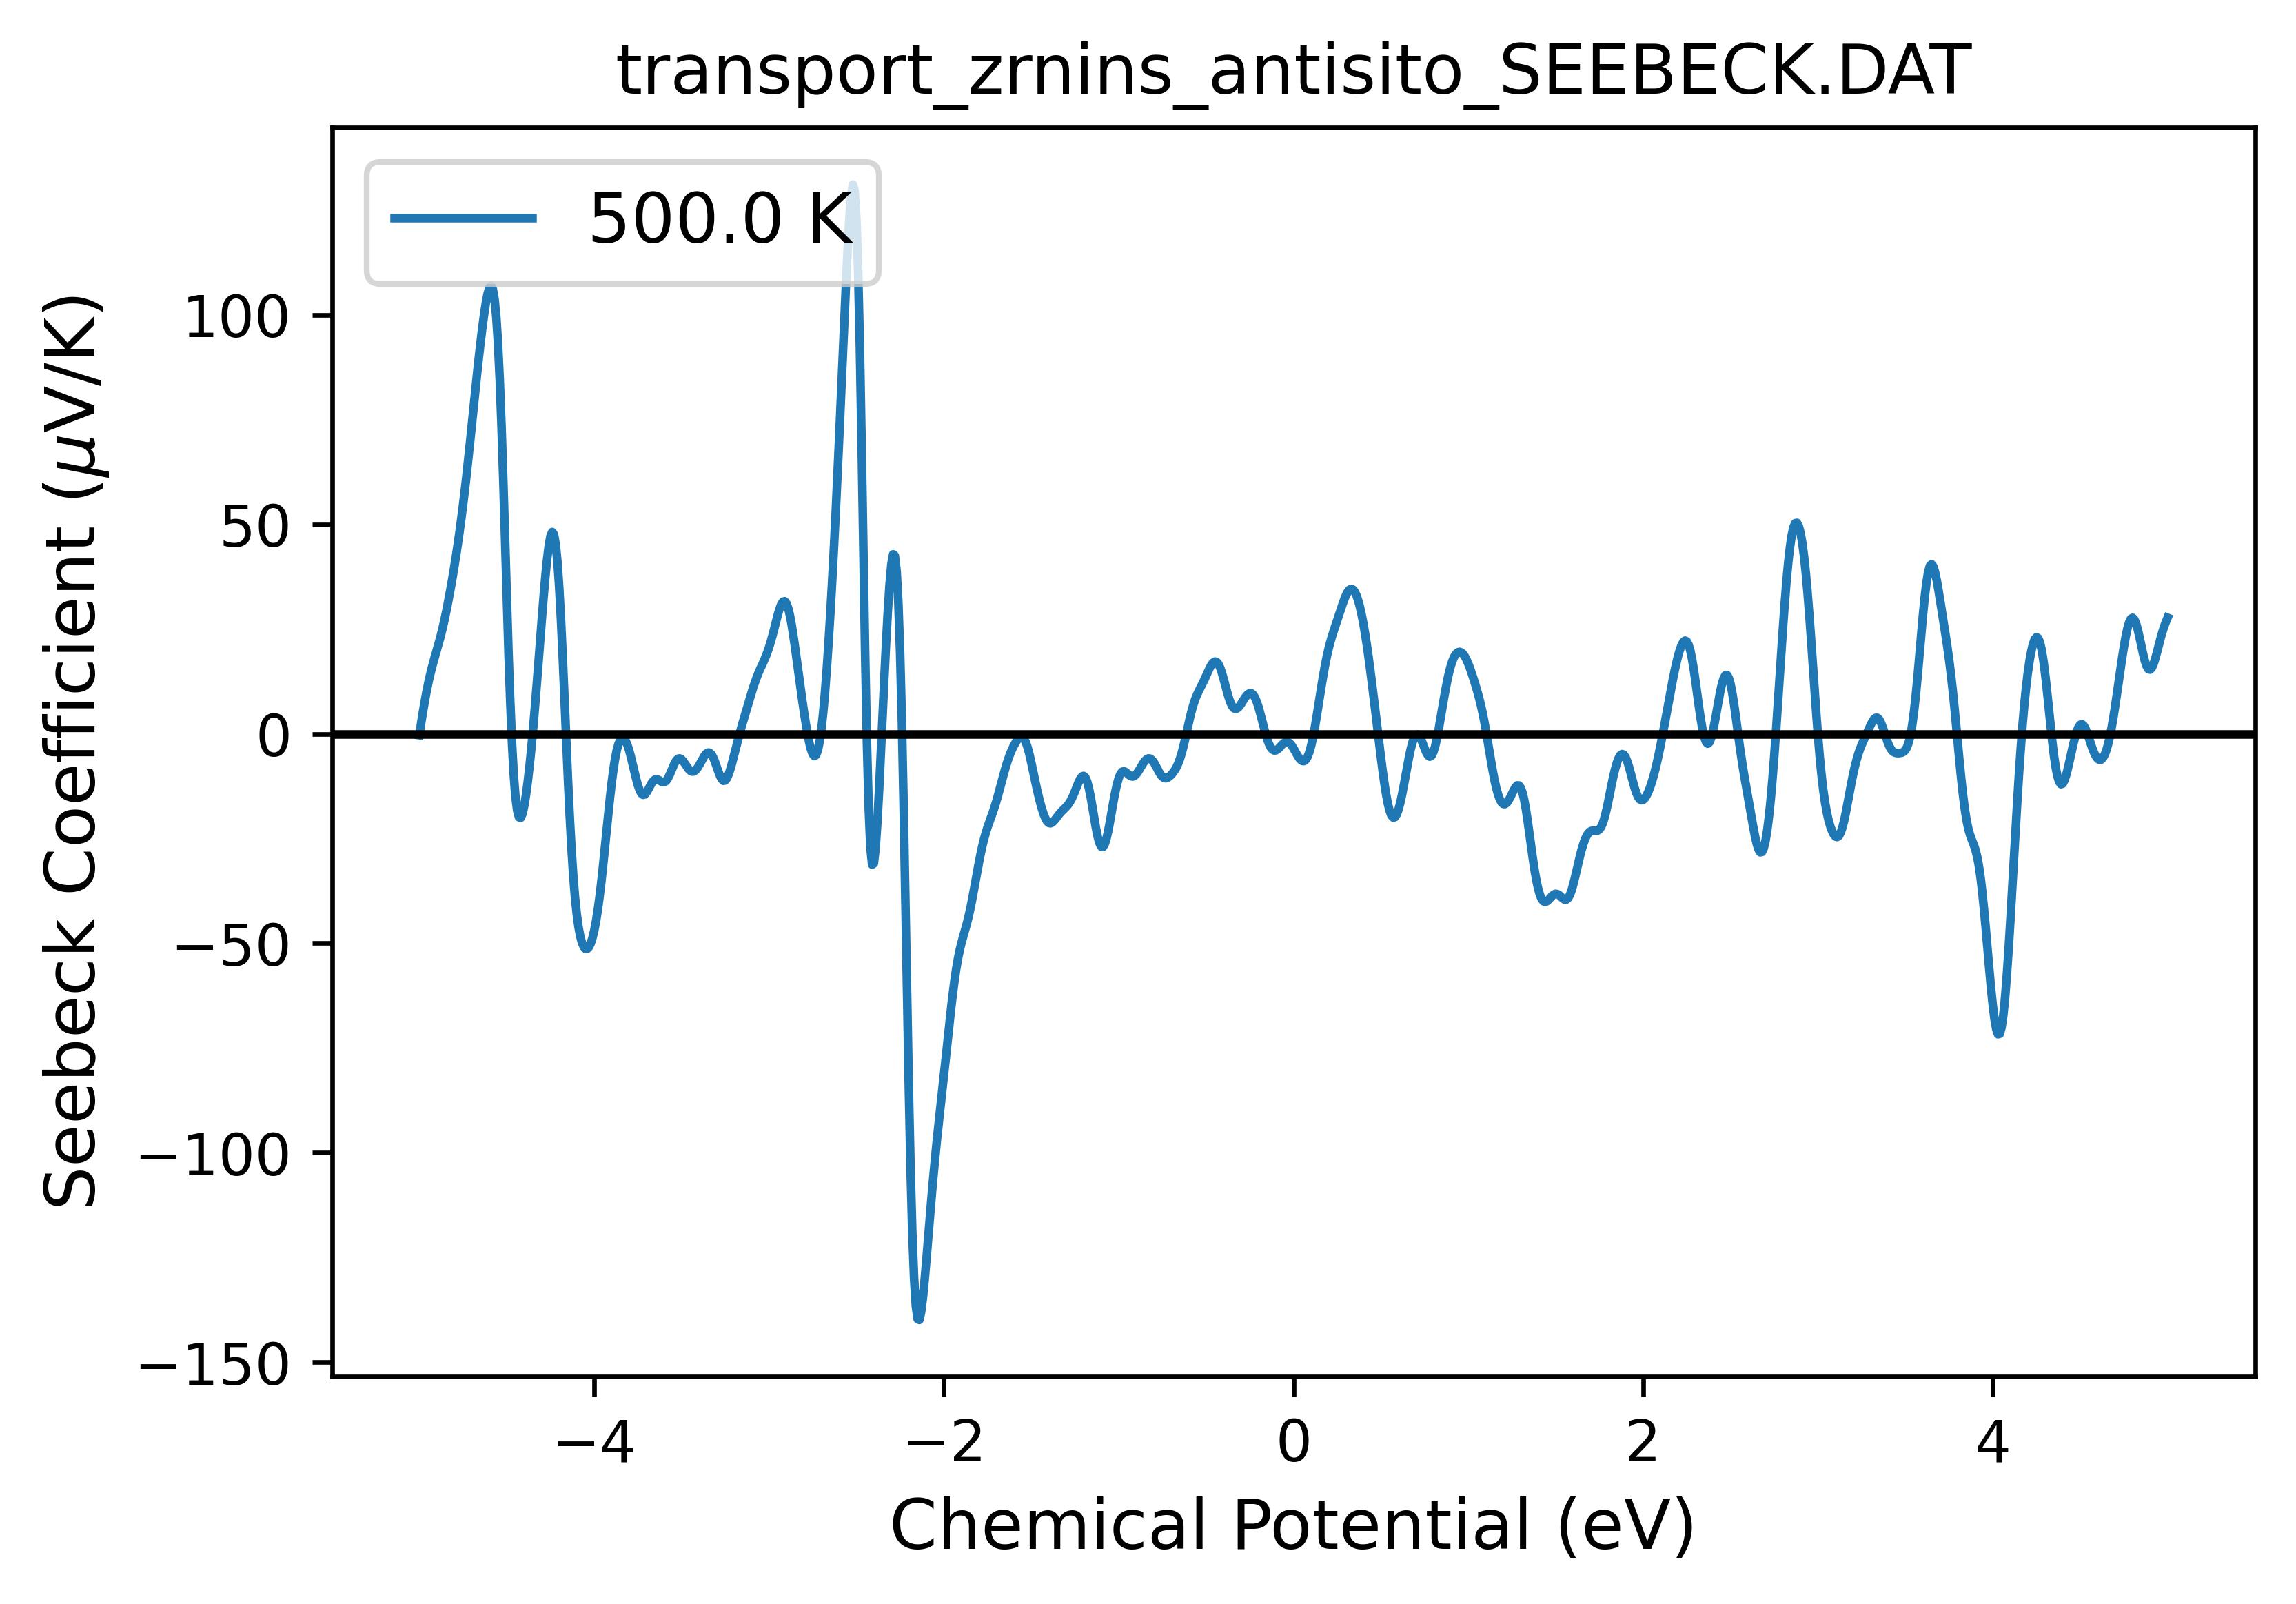 transport_zrnins_antisito_SEEBECK.DAT
500.0 K
Seebeck Coefficient (μV/K)
100
50
0
−50
−100
−150
−4
−2
0
2
4
Chemical Potential (eV)